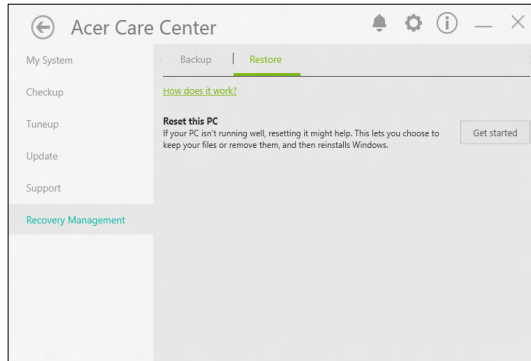 Acer Care Center
My System
Backup
Restore
Checkup
How does it work?
Tuneup
Reset this PC
If your PC isn't running well, resetting it might help. This lets you choose to
keep your files or remove them, and then reinstalls Windows.
Get started
Update
Support
Recovery Management